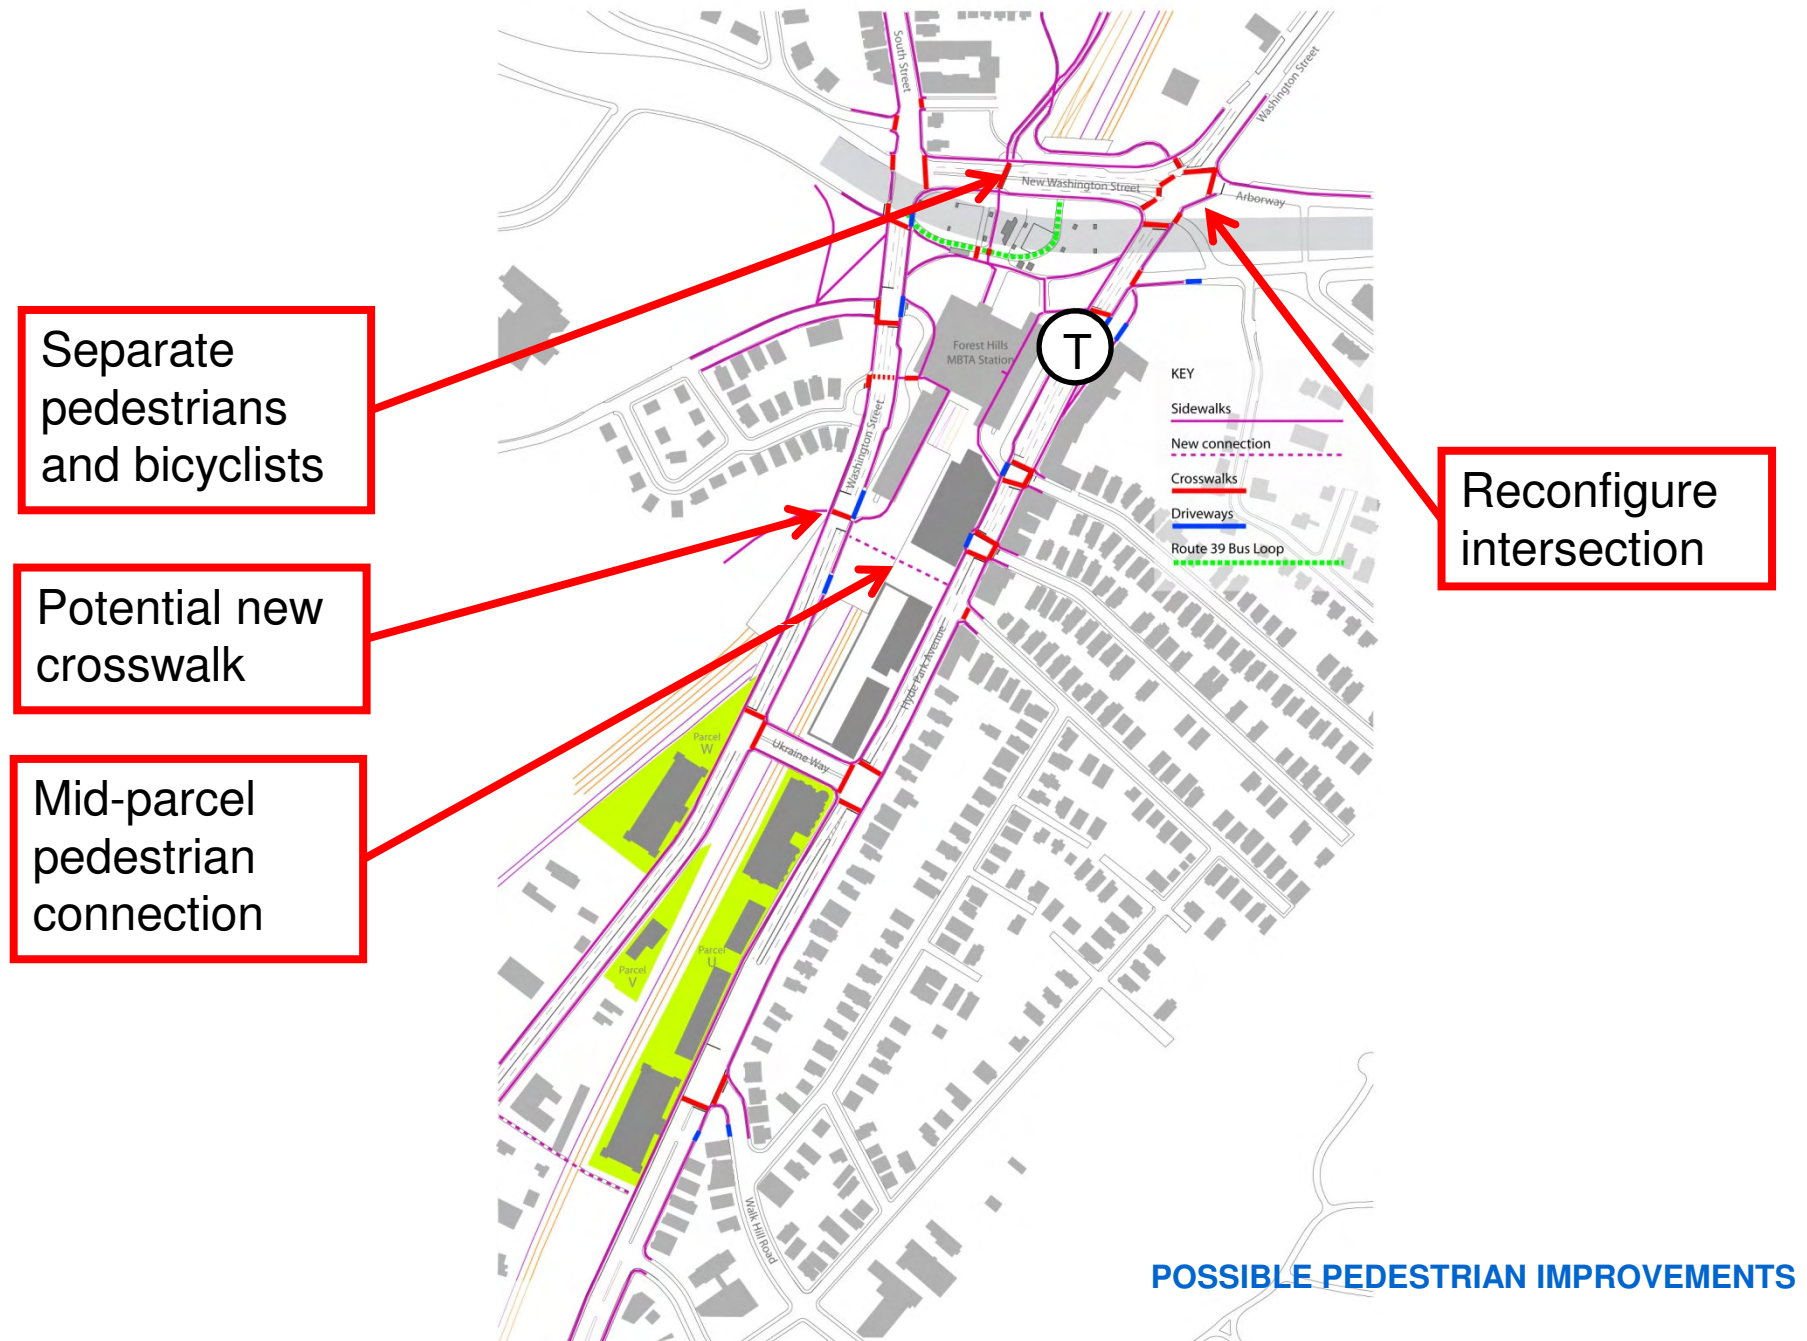 South Street
Washington Street
New Washington Street
Arborway
Separate
pedestrians
and bicyclists
Forest Hills
MBTA Station
T
KEY
Sidewalks
New connection
Crosswalks
Driveways
Route 39 Bus Loop
Reconfigure
intersection
Washington Street
Potential new
crosswalk
Hyde Park Avenue
Mid-parcel
pedestrian
connection
Parcel
W
Ukraine Way
Parcel
U
Parcel
V
Walk Hill Road
POSSIBLE PEDESTRIAN IMPROVEMENTS